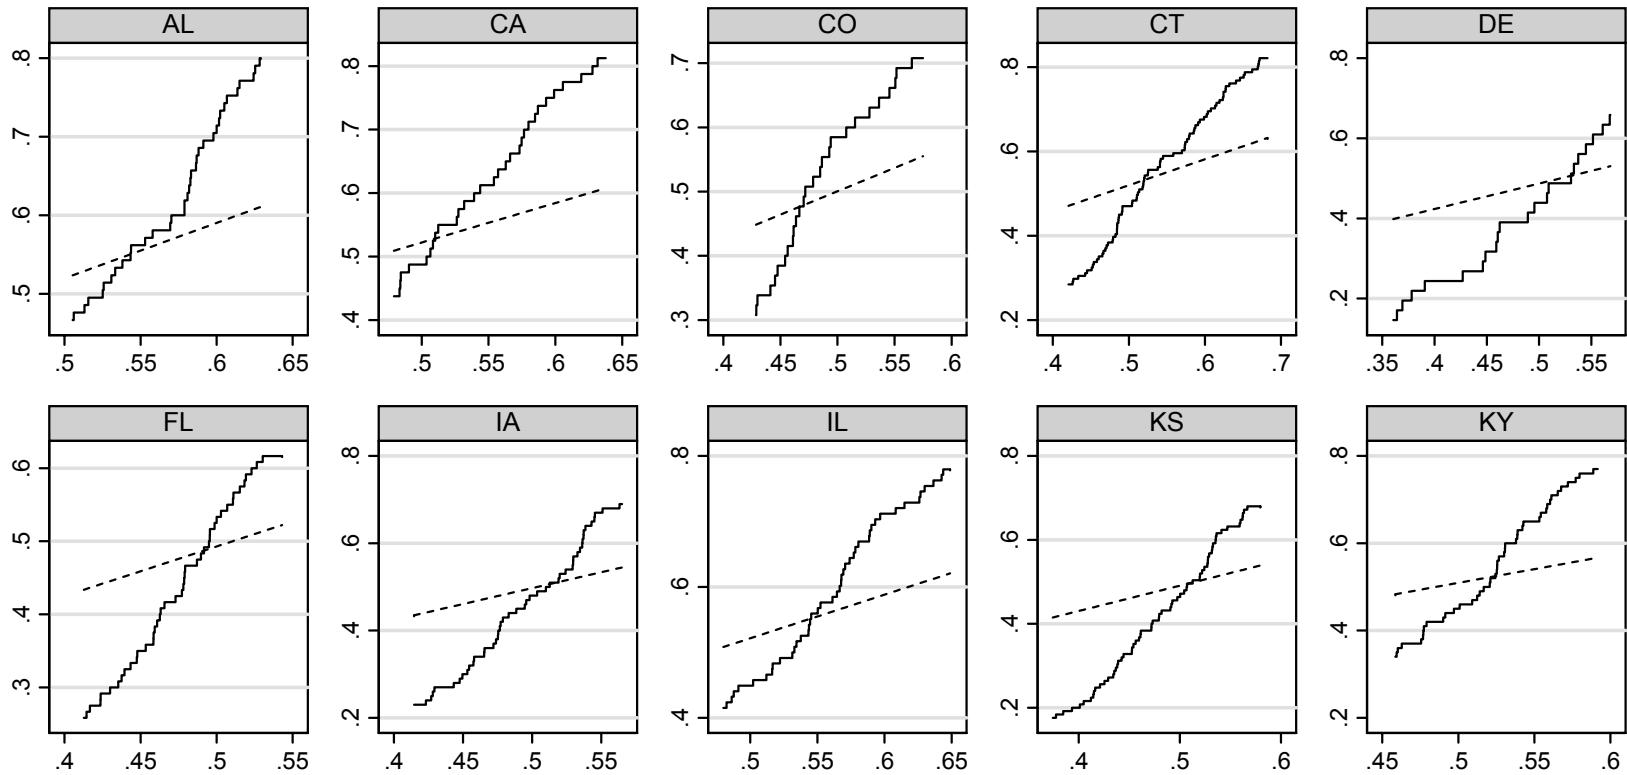 AL CA CO CT DE
.8 .7 .6 .5
.5 .55 .6 .65
.8 .7 .6 .5 .4
.5 .55 .6 .65
.7 .6 .5 .4 .3
.4 .45 .5 .55 .6
.8 .6 .4 .2
.4 .5 .6 .7
.8 .6 .4 .2
.35 .4 .45 .5 .55
FL IA IL KS KY
.6 .5 .4 .3
.4 .45 .5 .55
.8 .6 .4 .2
.4 .45 .5 .55
.8 .6 .4
.5 .55 .6 .65
.8 .6 .4 .2
.4 .5 .6
.8 .6 .4 .2
.45 .5 .55 .6